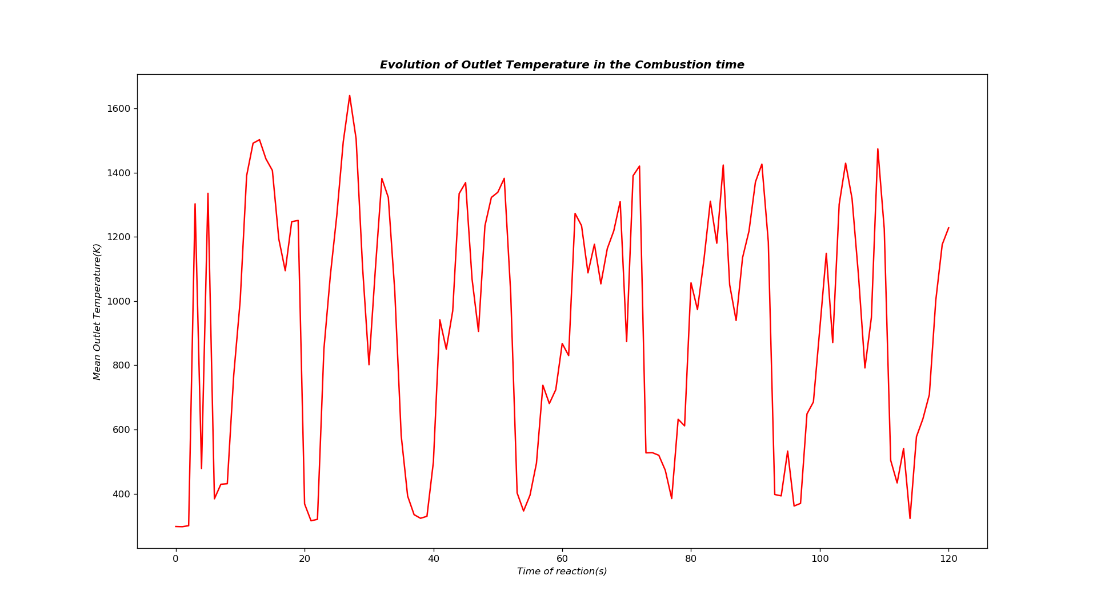 Evolution of Outlet Temperature in the Combustion time
1600
1400
1200
1000
800
600
400
Mean Outlet Temperature(K)
0 20 40 60 80 100 120
Time of reaction(s)